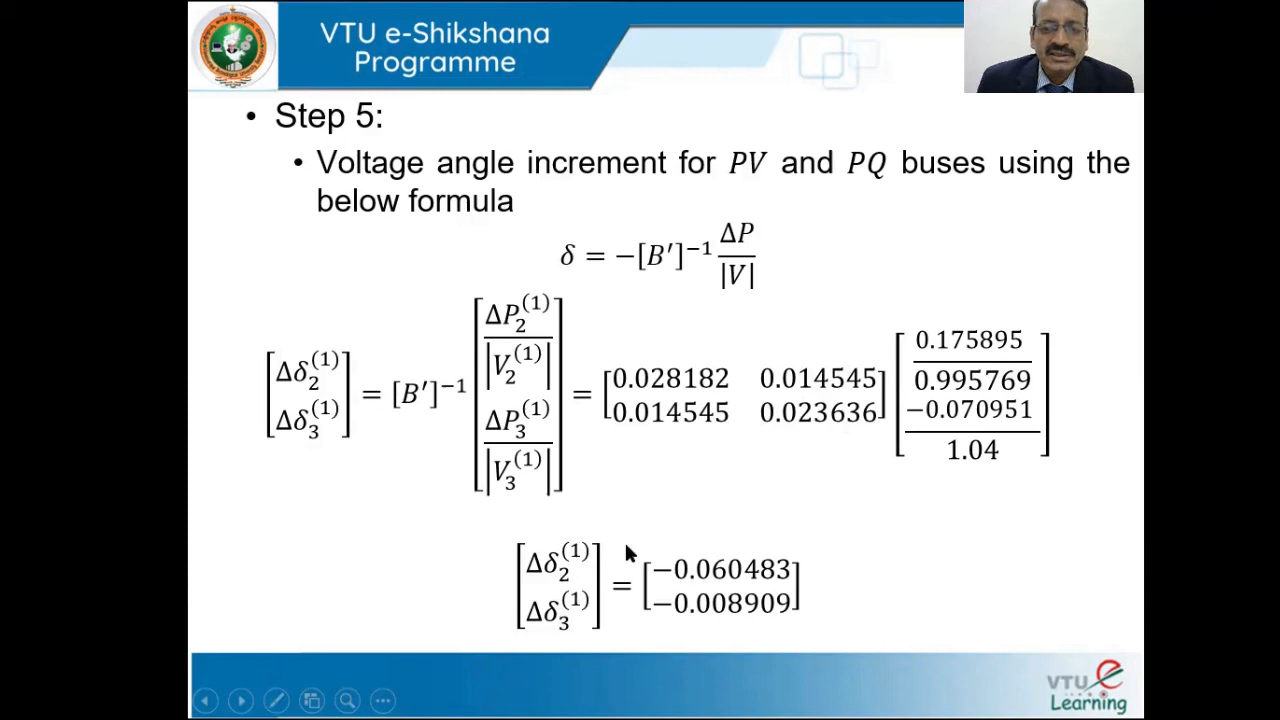 VTU e-Shikshana
Programme
• Step 5:
• Voltage angle increment for PV and PQ buses using the
below formula
δ = −[B′]⁻¹ ΔP/|V|
[Δδ₂⁽¹⁾; Δδ₃⁽¹⁾] = [B′]⁻¹ [ΔP₂⁽¹⁾/|V₂⁽¹⁾|; ΔP₃⁽¹⁾/|V₃⁽¹⁾|] = [0.028182 0.014545; 0.014545 0.023636] [0.175895/0.995769; −0.070951/1.04]
[Δδ₂⁽¹⁾; Δδ₃⁽¹⁾] = [−0.060483; −0.008909]
VTU e
Learning